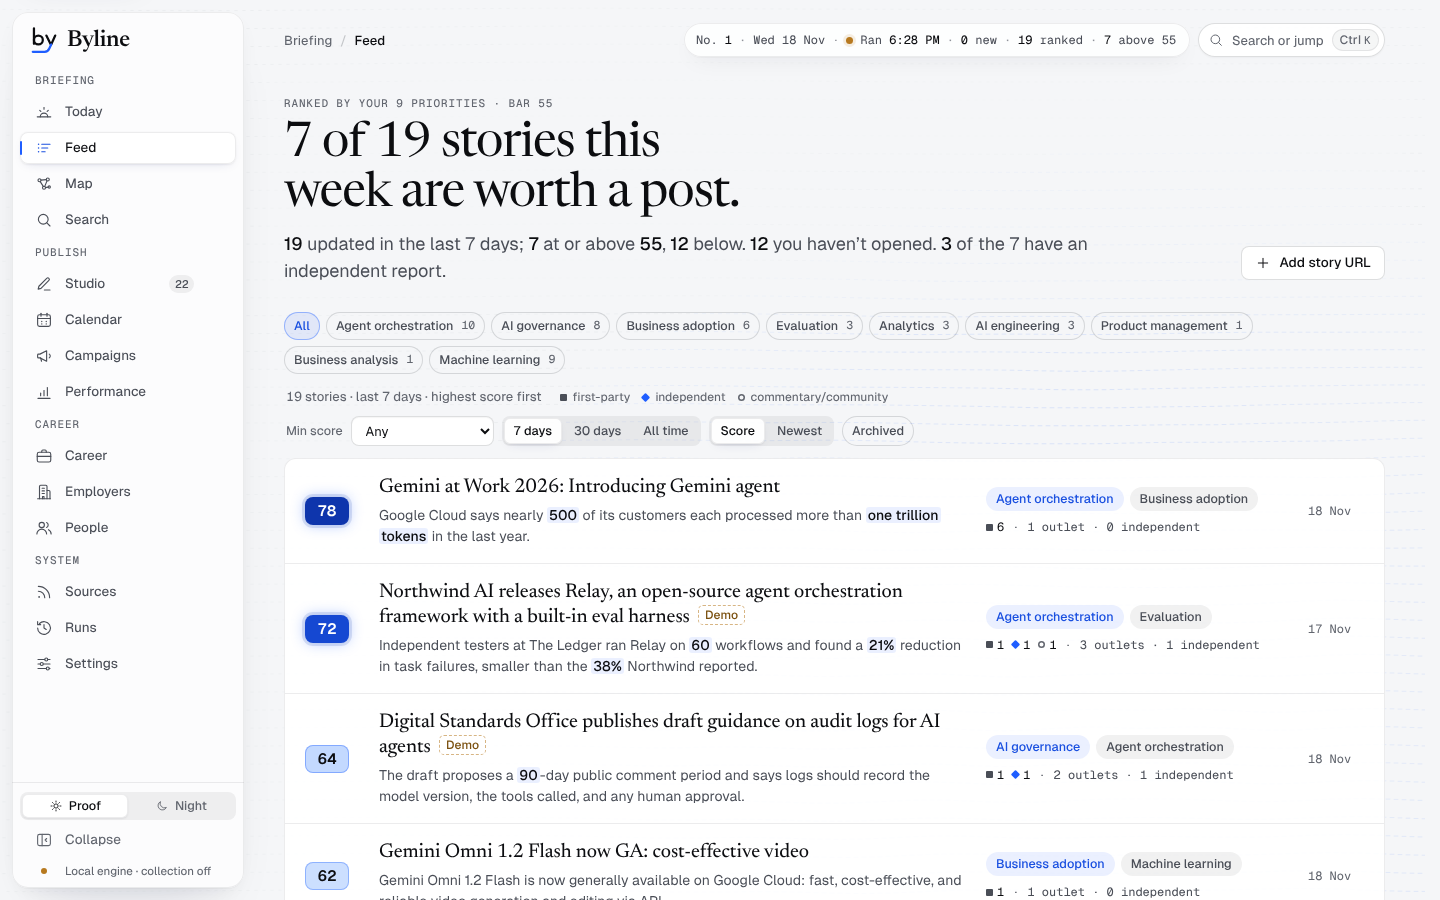 by Byline
BRIEFING
Today
Feed
Map
Search
PUBLISH
Studio 22
Calendar
Campaigns
Performance
CAREER
Career
Employers
People
SYSTEM
Sources
Runs
Settings
Proof Night
Collapse
Local engine · collection off
Briefing / Feed
No. 1 · Wed 18 Nov · Ran 6:28 PM · 0 new · 19 ranked · 7 above 55
Search or jump Ctrl K
RANKED BY YOUR 9 PRIORITIES · BAR 55
7 of 19 stories this
week are worth a post.
19 updated in the last 7 days; 7 at or above 55, 12 below. 12 you haven’t opened. 3 of the 7 have an
independent report.
Add story URL
All Agent orchestration 10 AI governance 8 Business adoption 6 Evaluation 3 Analytics 3 AI engineering 3 Product management 1
Business analysis 1 Machine learning 9
19 stories · last 7 days · highest score first first-party independent commentary/community
Min score Any 7 days 30 days All time Score Newest Archived
78
Gemini at Work 2026: Introducing Gemini agent
Google Cloud says nearly 500 of its customers each processed more than one trillion
tokens in the last year.
Agent orchestration Business adoption
6 · 1 outlet · 0 independent
18 Nov
72
Northwind AI releases Relay, an open-source agent orchestration
framework with a built-in eval harness Demo
Independent testers at The Ledger ran Relay on 60 workflows and found a 21% reduction
in task failures, smaller than the 38% Northwind reported.
Agent orchestration Evaluation
1 1 1 · 3 outlets · 1 independent
17 Nov
64
Digital Standards Office publishes draft guidance on audit logs for AI
agents Demo
The draft proposes a 90-day public comment period and says logs should record the
model version, the tools called, and any human approval.
AI governance Agent orchestration
1 1 · 2 outlets · 1 independent
18 Nov
62
Gemini Omni 1.2 Flash now GA: cost-effective video
Gemini Omni 1.2 Flash is now generally available on Google Cloud: fast, cost-effective, and
reliable video generation and editing via API.
Business adoption Machine learning
1 · 1 outlet · 0 independent
18 Nov